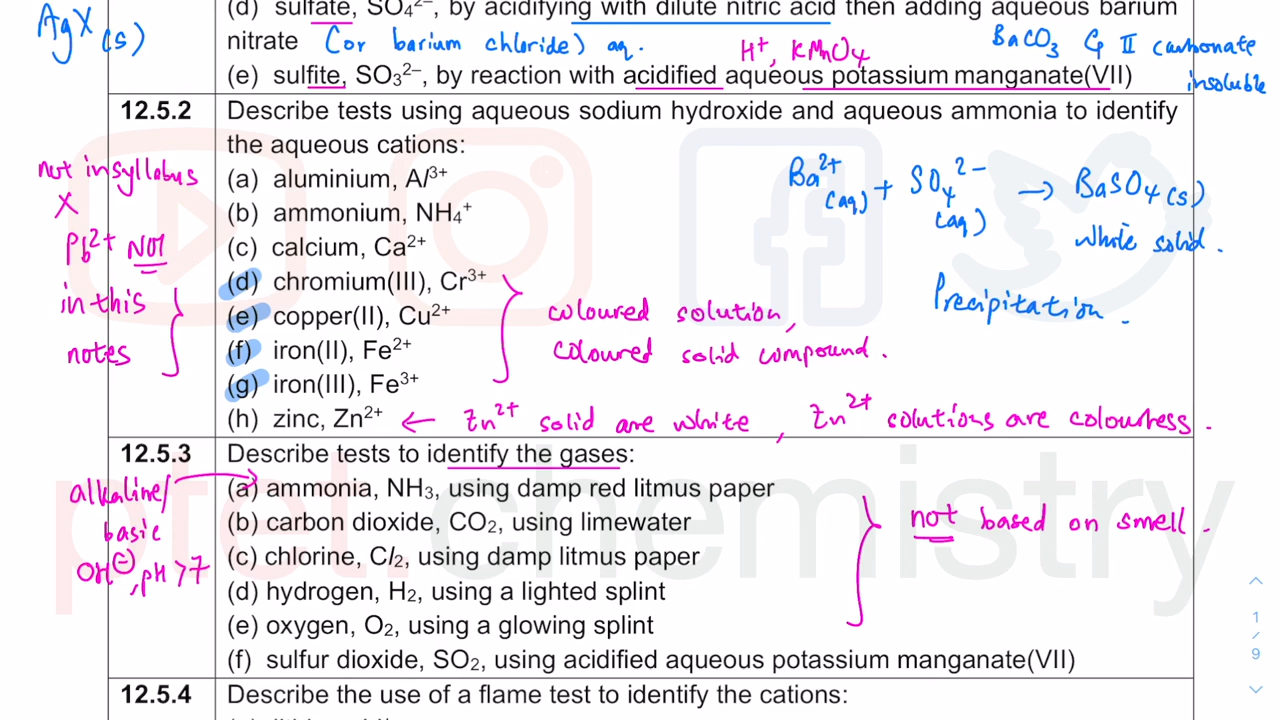 (d) sulfate, SO₄²⁻, by acidifying with dilute nitric acid then adding aqueous barium
AgX (s)
nitrate (or barium chloride) aq.
H⁺, KMnO₄
BaCO₃ Gp II carbonate
insoluble
(e) sulfite, SO₃²⁻, by reaction with acidified aqueous potassium manganate(VII)
12.5.2 Describe tests using aqueous sodium hydroxide and aqueous ammonia to identify
the aqueous cations:
not in syllabus
X
Pb²⁺ NOT
in this
notes
(a) aluminium, Al³⁺
(b) ammonium, NH₄⁺
(c) calcium, Ca²⁺
(d) chromium(III), Cr³⁺
(e) copper(II), Cu²⁺
(f) iron(II), Fe²⁺
(g) iron(III), Fe³⁺
coloured solution,
coloured solid compound.
Ba²⁺ (aq) + SO₄²⁻ (aq) → BaSO₄ (s)
white solid.
Precipitation.
(h) zinc, Zn²⁺ ← Zn²⁺ solid are white, Zn²⁺ solutions are colourless.
12.5.3 Describe tests to identify the gases:
alkaline/
basic
OH⊖, pH > 7
(a) ammonia, NH₃, using damp red litmus paper
(b) carbon dioxide, CO₂, using limewater
(c) chlorine, Cl₂, using damp litmus paper
(d) hydrogen, H₂, using a lighted splint
(e) oxygen, O₂, using a glowing splint
not based on smell.
(f) sulfur dioxide, SO₂, using acidified aqueous potassium manganate(VII)
12.5.4 Describe the use of a flame test to identify the cations:
pret.chemistry
1
/
9